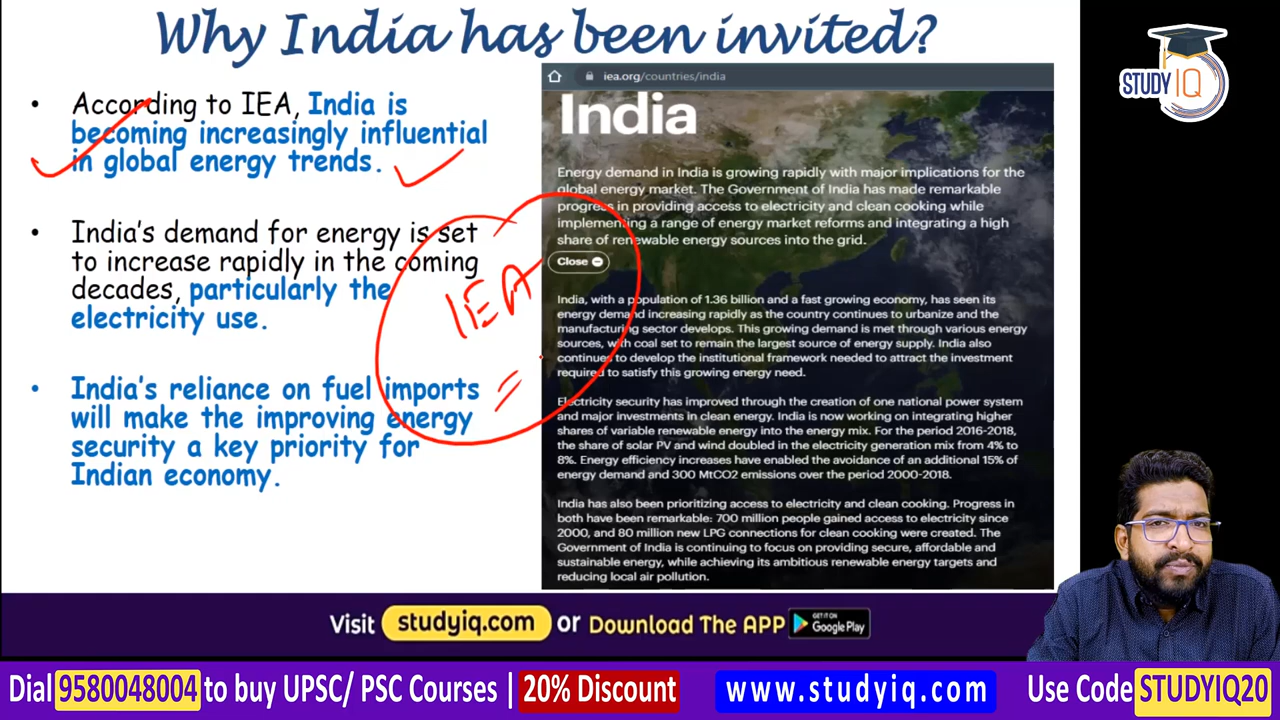 Why India has been invited?
• According to IEA, India is
becoming increasingly influential
in global energy trends.
• India's demand for energy is set
to increase rapidly in the coming
decades, particularly the
electricity use.
• India's reliance on fuel imports
will make the improving energy
security a key priority for
Indian economy.
IEA
iea.org/countries/india
India
Energy demand in India is growing rapidly with major implications for the
global energy market. The Government of India has made remarkable
progress in providing access to electricity and clean cooking while
implementing a range of energy market reforms and integrating a high
share of renewable energy sources into the grid.
Close
India, with a population of 1.36 billion and a fast growing economy, has seen its
energy demand increasing rapidly as the country continues to urbanize and the
manufacturing sector develops. This growing demand is met through various energy
sources, with coal set to remain the largest source of energy supply. India also
continues to develop the institutional framework needed to attract the investment
required to satisfy this growing energy need.
Electricity security has improved through the creation of one national power system
and major investments in clean energy. India is now working on integrating higher
shares of variable renewable energy into the energy mix. For the period 2016-2018,
the share of solar PV and wind doubled in the electricity generation mix from 4% to
8%. Energy efficiency increases have enabled the avoidance of an additional 15% of
energy demand and 300 MtCO2 emissions over the period 2000-2018.
India has also been prioritizing access to electricity and clean cooking. Progress in
both have been remarkable: 700 million people gained access to electricity since
2000, and 80 million new LPG connections for clean cooking were created. The
Government of India is continuing to focus on providing secure, affordable and
sustainable energy, while achieving its ambitious renewable energy targets and
reducing local air pollution.
STUDY IQ
Visit studyiq.com or Download The APP GET IT ON Google Play
Dial 9580048004 to buy UPSC/ PSC Courses | 20% Discount www.studyiq.com Use Code STUDYIQ20